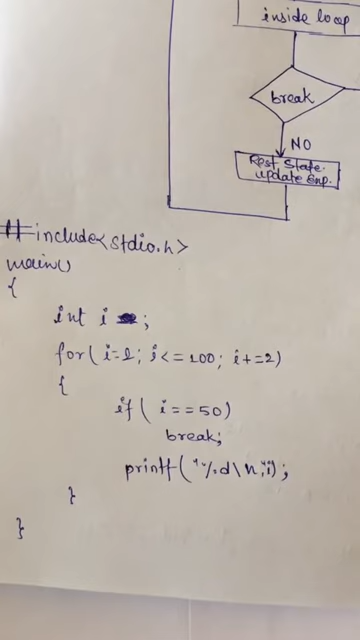 inside loop
break
NO
Rest State.
update Exp.
#include<stdio.h>
main()
{
int i ;
for( i=2; i<=100; i+=2)
{
if( i==50)
break;
printf("%d\n",i);
}
}